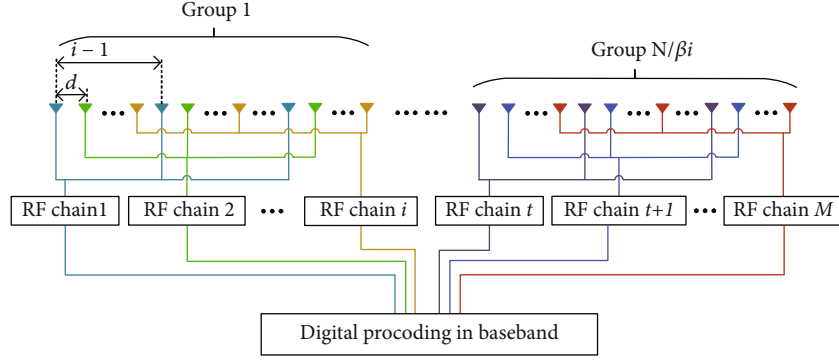 Group 1
Group N/βi
i – 1
d
RF chain1
RF chain 2
RF chain i
RF chain t
RF chain t+1
RF chain M
Digital procoding in baseband